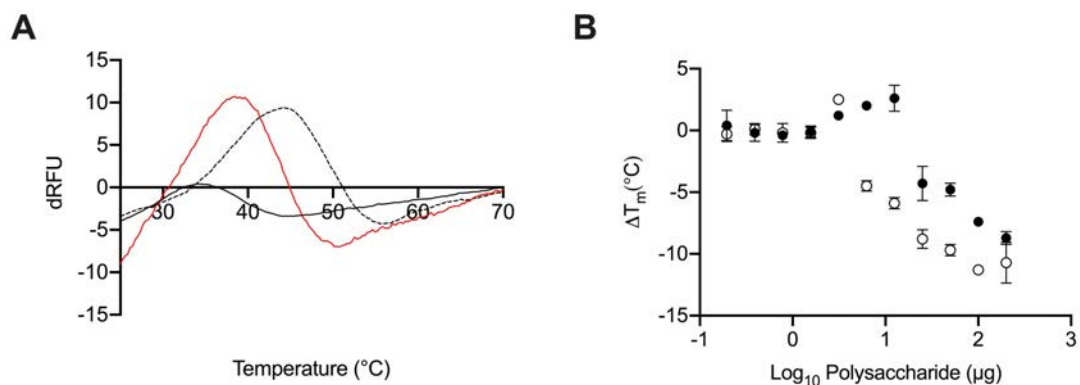 A
15
10
5
0
-5
-10
-15
30 40 50 60 70
dRFU
Temperature (°C)
B
5
0
-5
-10
-15
-1 0 1 2 3
ΔTm(°C)
Log10 Polysaccharide (µg)